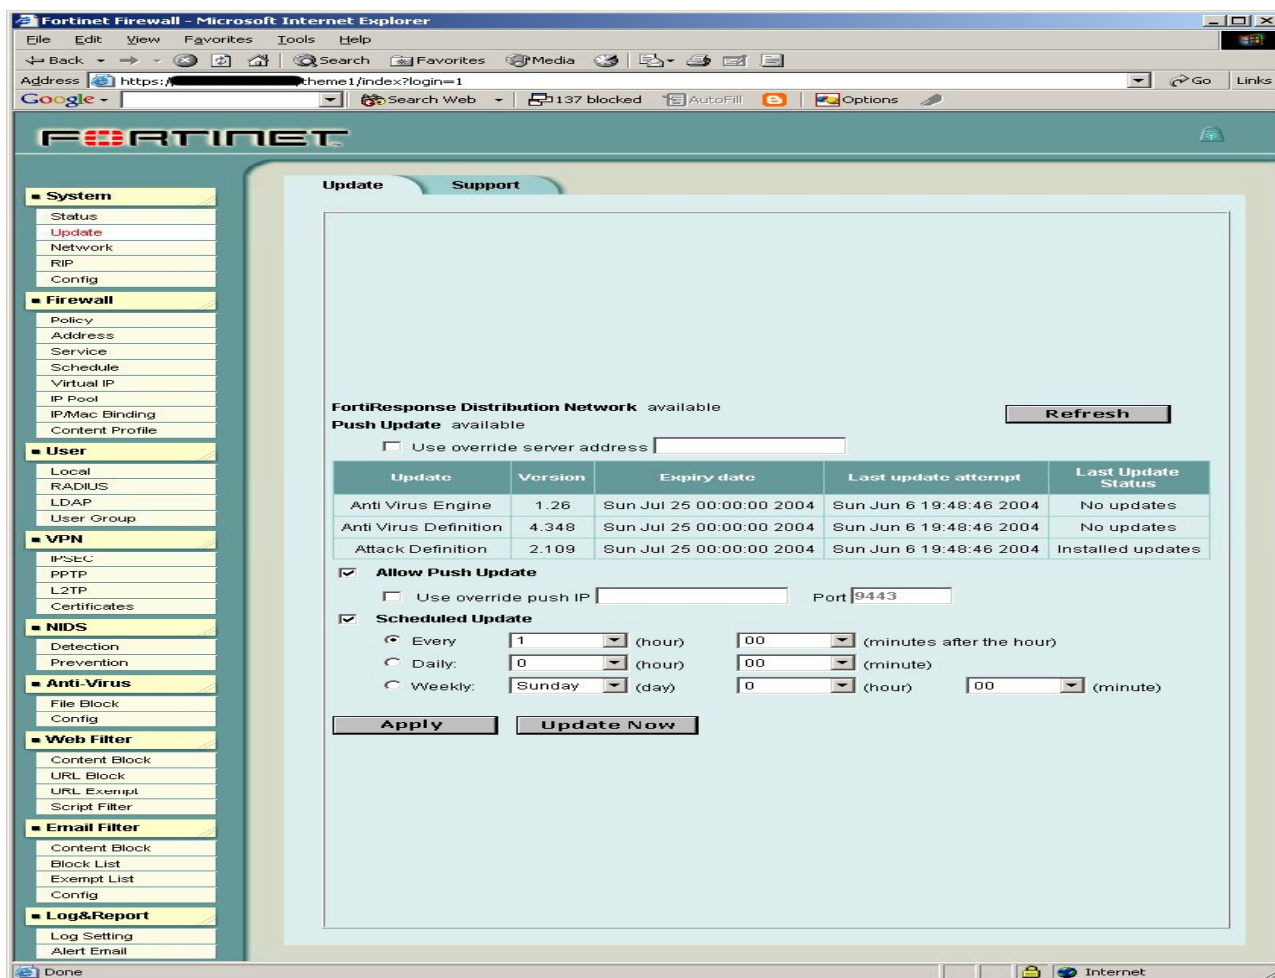 Fortinet Firewall - Microsoft Internet Explorer
File Edit View Favorites Tools Help
Back Search Favorites Media
Address https:/ theme1/index?login=1 Go Links
Google Search Web 137 blocked AutoFill Options
FORTINET
Update Support
System
Status
Update
Network
RIP
Config
Firewall
Policy
Address
Service
Schedule
Virtual IP
IP Pool
IP/Mac Binding
Content Profile
User
Local
RADIUS
LDAP
User Group
VPN
IPSEC
PPTP
L2TP
Certificates
NIDS
Detection
Prevention
Anti-Virus
File Block
Config
Web Filter
Content Block
URL Block
URL Exempt
Script Filter
Email Filter
Content Block
Block List
Exempt List
Config
Log&Report
Log Setting
Alert Email
FortiResponse Distribution Network available
Refresh
Push Update available
Use override server address
Update Version Expiry date Last update attempt Last Update Status
Anti Virus Engine 1.26 Sun Jul 25 00:00:00 2004 Sun Jun 6 19:48:46 2004 No updates
Anti Virus Definition 4.348 Sun Jul 25 00:00:00 2004 Sun Jun 6 19:48:46 2004 No updates
Attack Definition 2.109 Sun Jul 25 00:00:00 2004 Sun Jun 6 19:48:46 2004 Installed updates
Allow Push Update
Use override push IP Port 9443
Scheduled Update
Every 1 (hour) 00 (minutes after the hour)
Daily: 0 (hour) 00 (minute)
Weekly: Sunday (day) 0 (hour) 00 (minute)
Apply Update Now
Done Internet